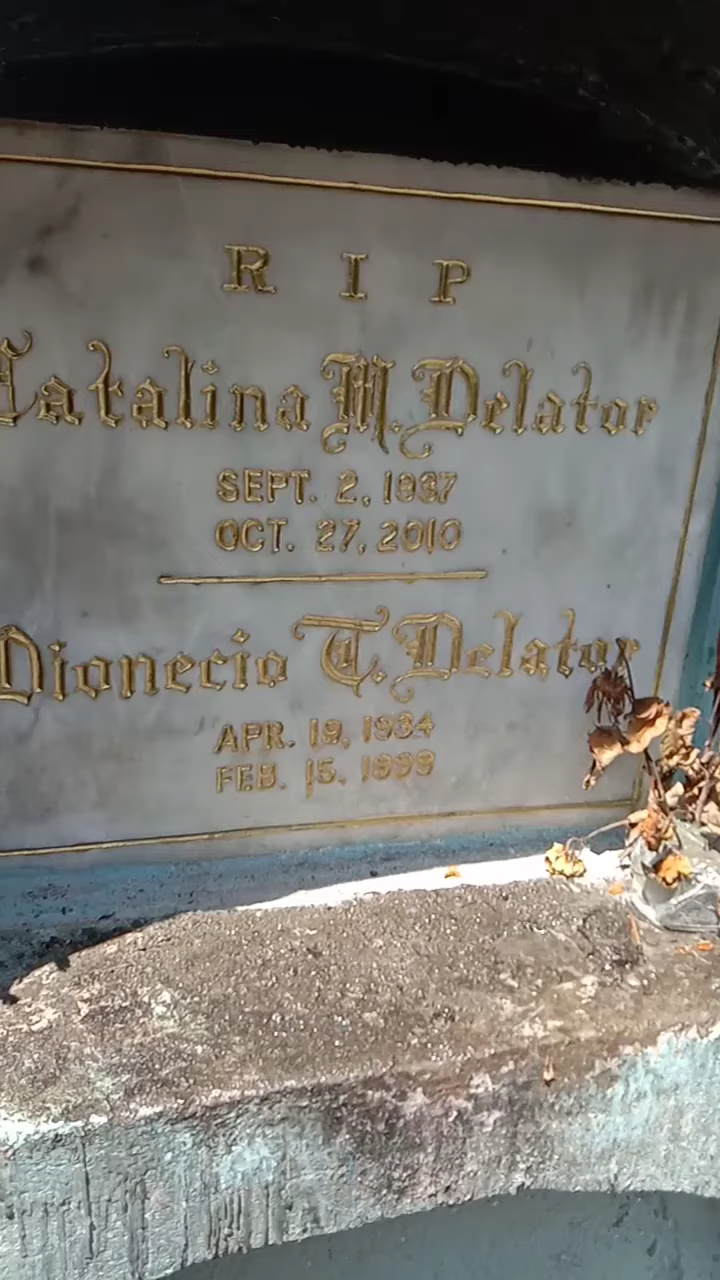 R I P
Catalina M. Delator
SEPT. 2, 1937
OCT. 27, 2010
Dionecio T. Delator
APR. 19, 1934
FEB. 15, 1999